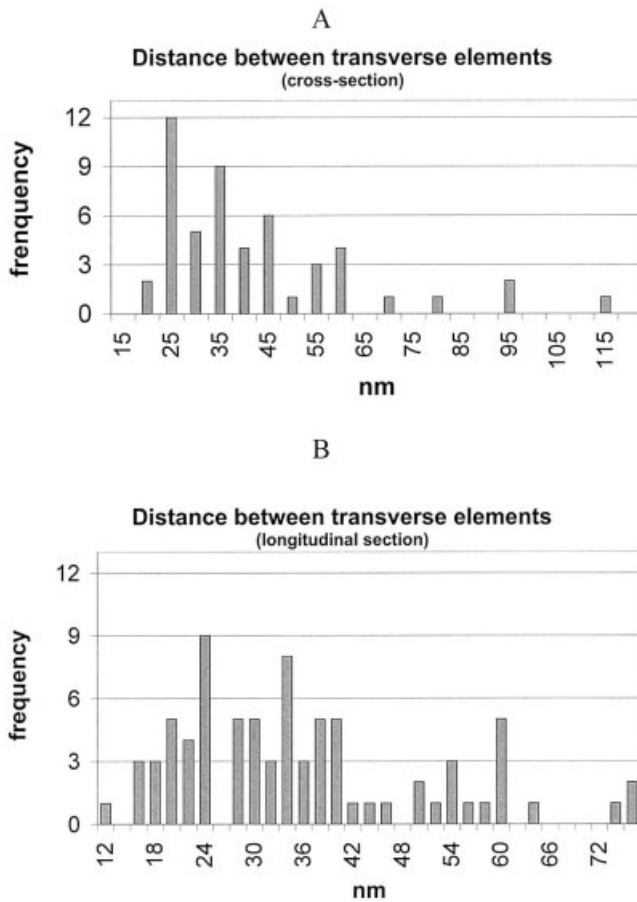 A
Distance between transverse elements
(cross-section)
12
9
6
3
0
frenquency
15 25 35 45 55 65 75 85 95 105 115
nm
B
Distance between transverse elements
(longitudinal section)
12
9
6
3
0
frequency
12 18 24 30 36 42 48 54 60 66 72
nm